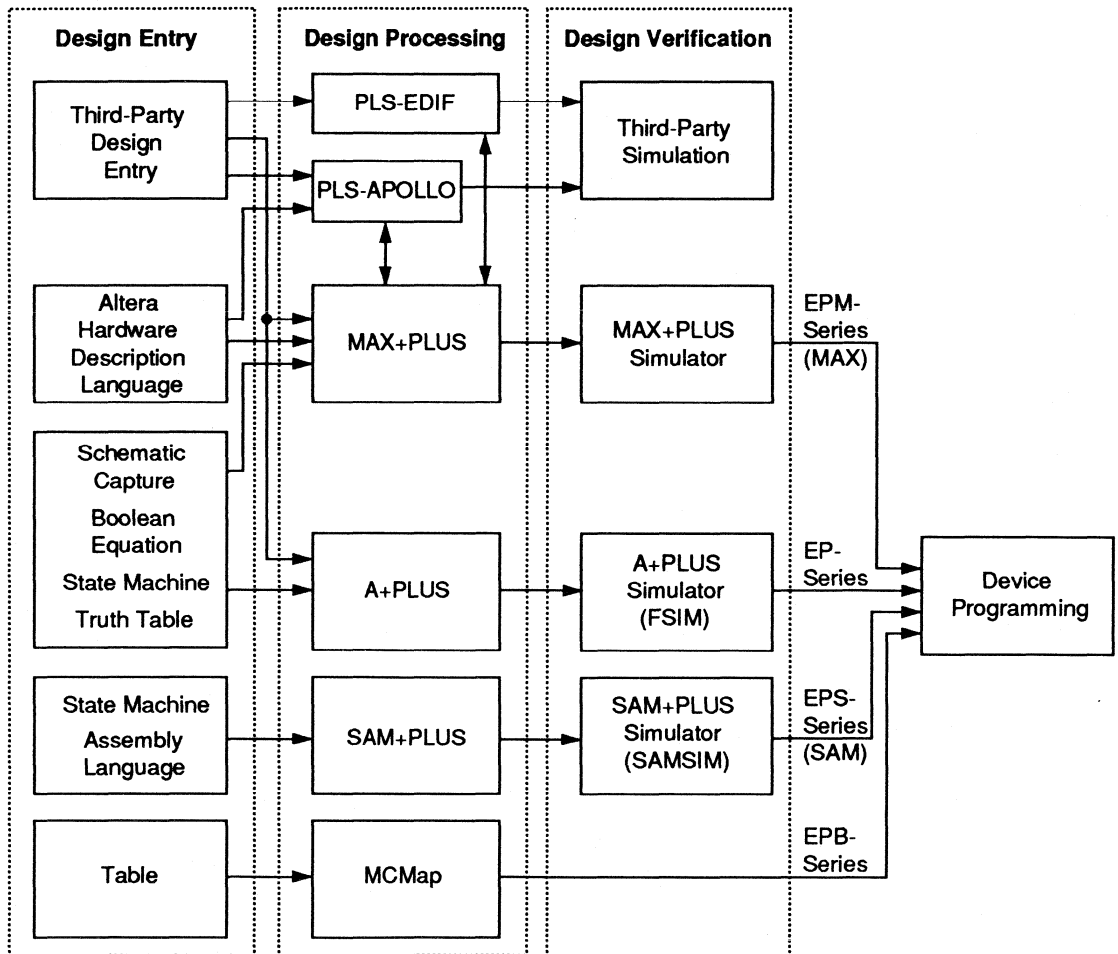 Design Entry
Design Processing
Design Verification
Third-Party
Design
Entry
PLS-EDIF
PLS-APOLLO
Third-Party
Simulation
Altera
Hardware
Description
Language
MAX+PLUS
MAX+PLUS
Simulator
EPM-
Series
(MAX)
Schematic
Capture
Boolean
Equation
State Machine
Truth Table
A+PLUS
A+PLUS
Simulator
(FSIM)
EP-
Series
Device
Programming
State Machine
Assembly
Language
SAM+PLUS
SAM+PLUS
Simulator
(SAMSIM)
EPS-
Series
(SAM)
Table
MCMap
EPB-
Series